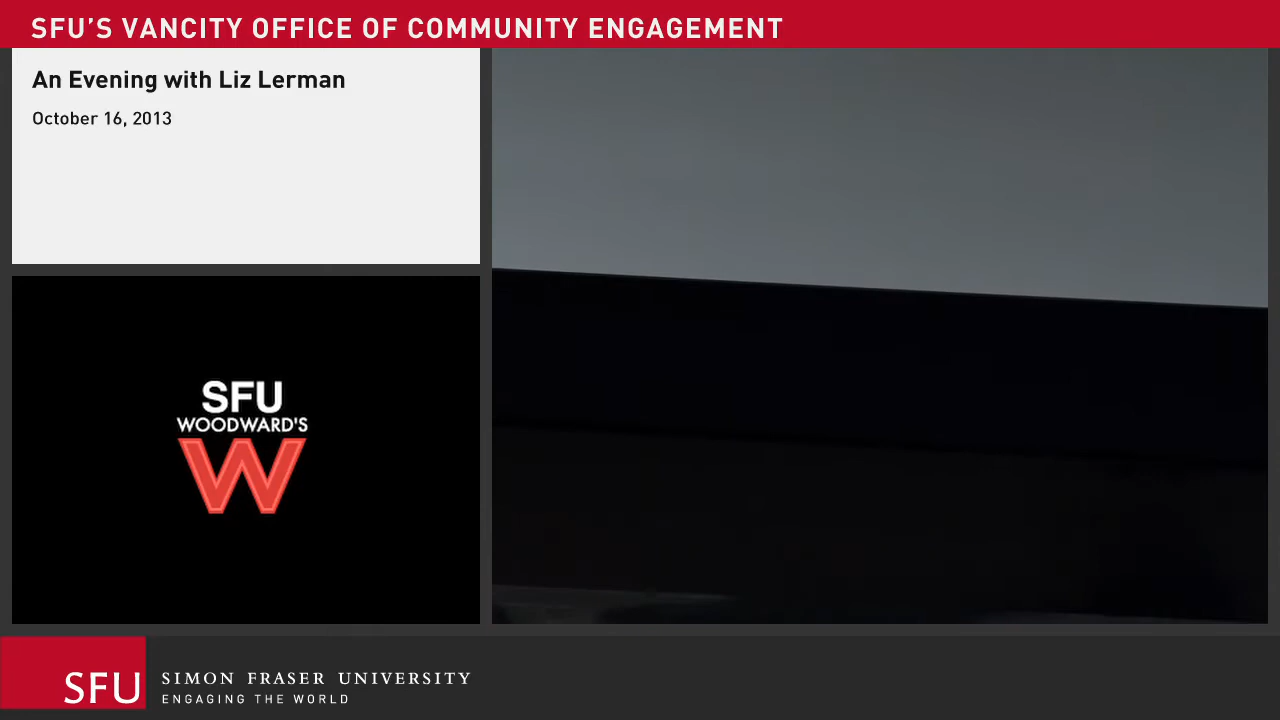 SFU'S VANCITY OFFICE OF COMMUNITY ENGAGEMENT
An Evening with Liz Lerman
October 16, 2013
SFU
WOODWARD'S
W
SFU
SIMON FRASER UNIVERSITY
ENGAGING THE WORLD